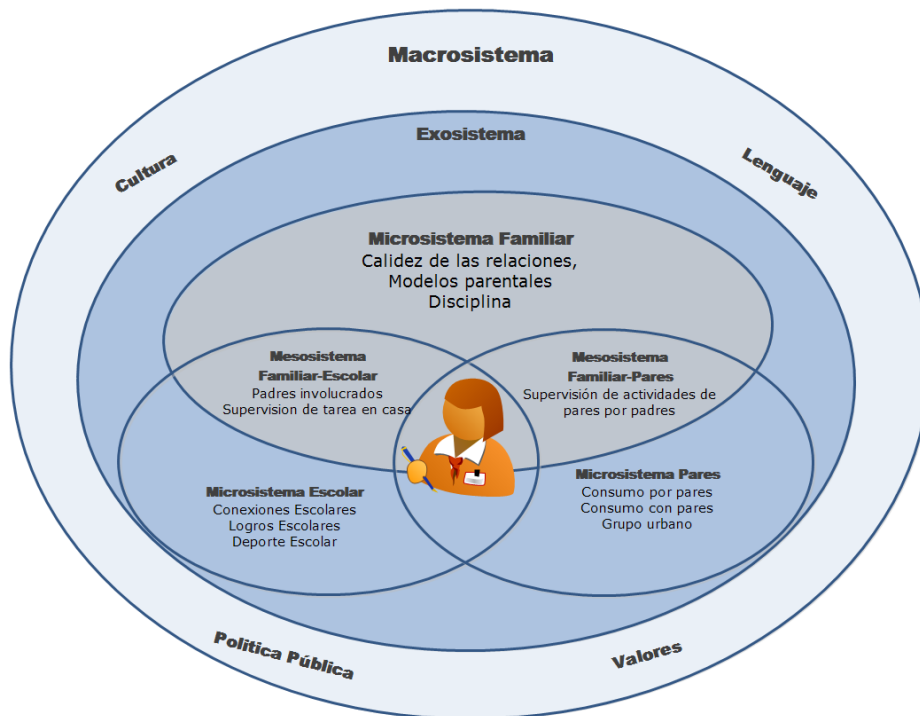 Macrosistema
Exosistema
Cultura
Lenguaje
Microsistema Familiar
Calidez de las relaciones,
Modelos parentales
Disciplina
Mesosistema
Familiar-Escolar
Padres involucrados
Supervision de tarea en casa
Mesosistema
Familiar-Pares
Supervisión de actividades de
pares por padres
Microsistema Escolar
Conexiones Escolares
Logros Escolares
Deporte Escolar
Microsistema Pares
Consumo por pares
Consumo con pares
Grupo urbano
Politica Pública
Valores